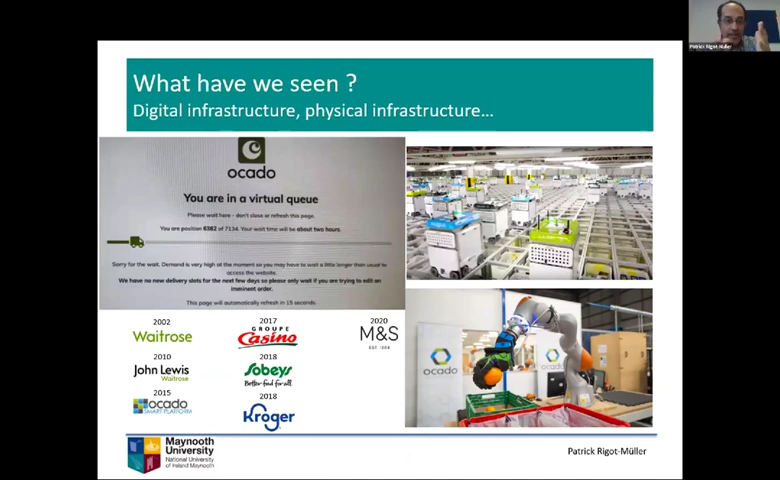 Patrick Rigot-Müller
What have we seen ?
Digital infrastructure, physical infrastructure…
ocado
You are in a virtual queue
Please wait here - don't close or refresh this page.
You are position 6382 of 7134. Your wait time will be about two hours.
Sorry for the wait. Demand is very high at the moment so you may have to wait a little longer than usual to
access the website.
We have no new delivery slots for the next few days so please only wait if you are trying to edit an
imminent order.
This page will automatically refresh in 15 seconds.
2002
Waitrose
2010
John Lewis
Waitrose
2015
ocado
SMART PLATFORM
2017
GROUPE
Casino
2018
Sobeys
Better food for all.
2018
Kroger
2020
M&S
EST. 1884
ocado
ocado
Maynooth
University
National University
of Ireland Maynooth
Patrick Rigot-Müller